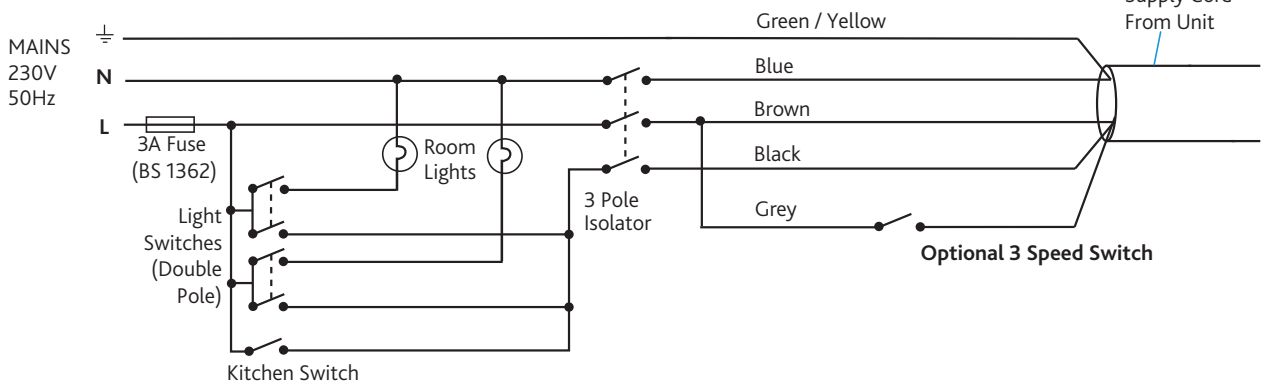 Supply Cord
From Unit
Green / Yellow
MAINS
230V
50Hz
N
Blue
L
Brown
3A Fuse
(BS 1362)
Room
Lights
Black
3 Pole
Isolator
Grey
Light
Switches
(Double
Pole)
Optional 3 Speed Switch
Kitchen Switch